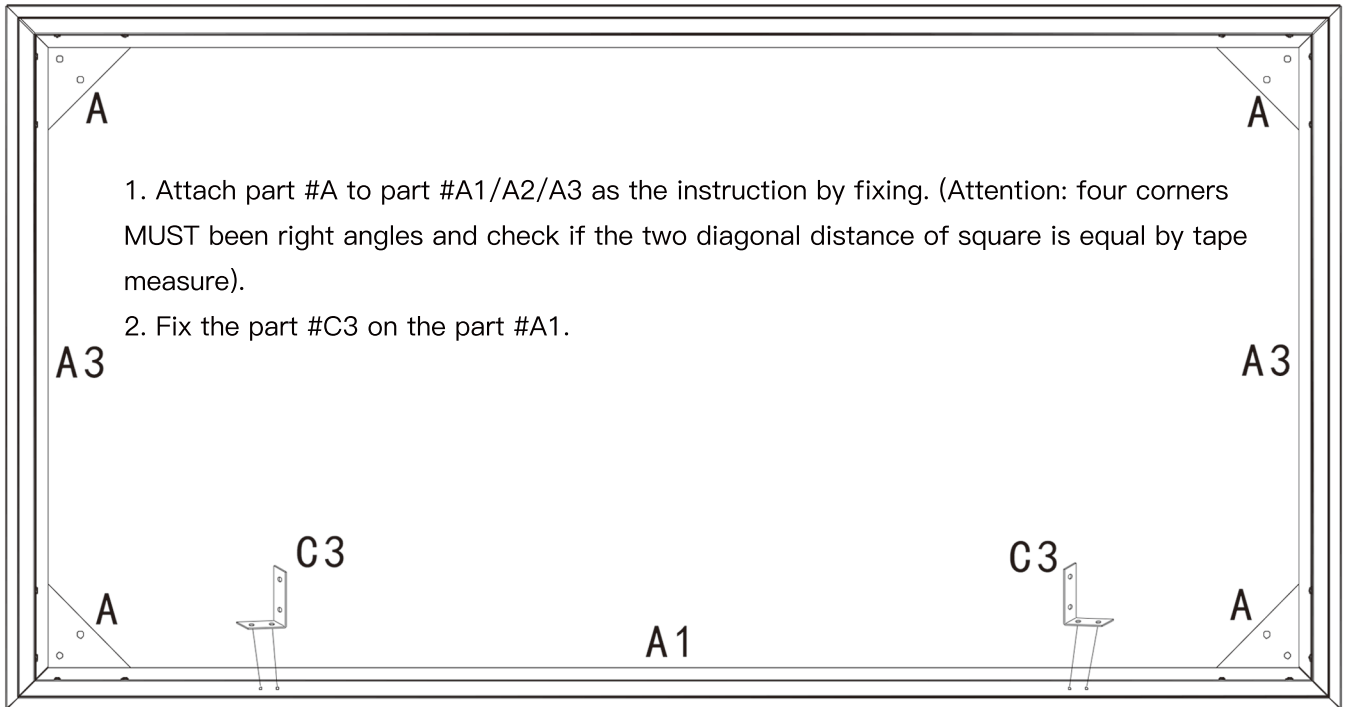 A
A
1. Attach part #A to part #A1/A2/A3 as the instruction by fixing. (Attention: four corners
MUST been right angles and check if the two diagonal distance of square is equal by tape
measure).
2. Fix the part #C3 on the part #A1.
A3
A3
C3
C3
A
A
A1